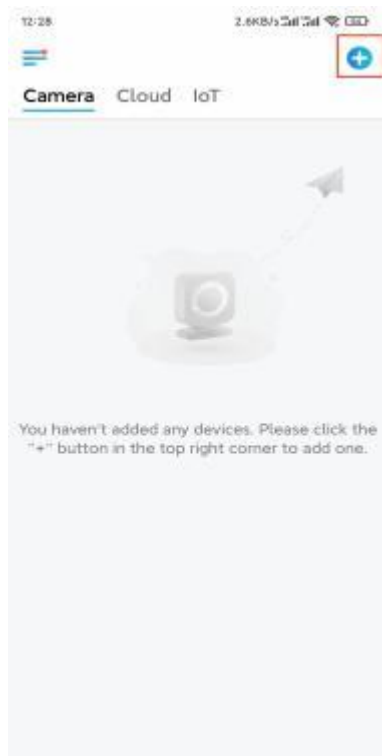 12:28 2.6KB/s
Camera Cloud IoT
You haven't added any devices. Please click the
"+" button in the top right corner to add one.